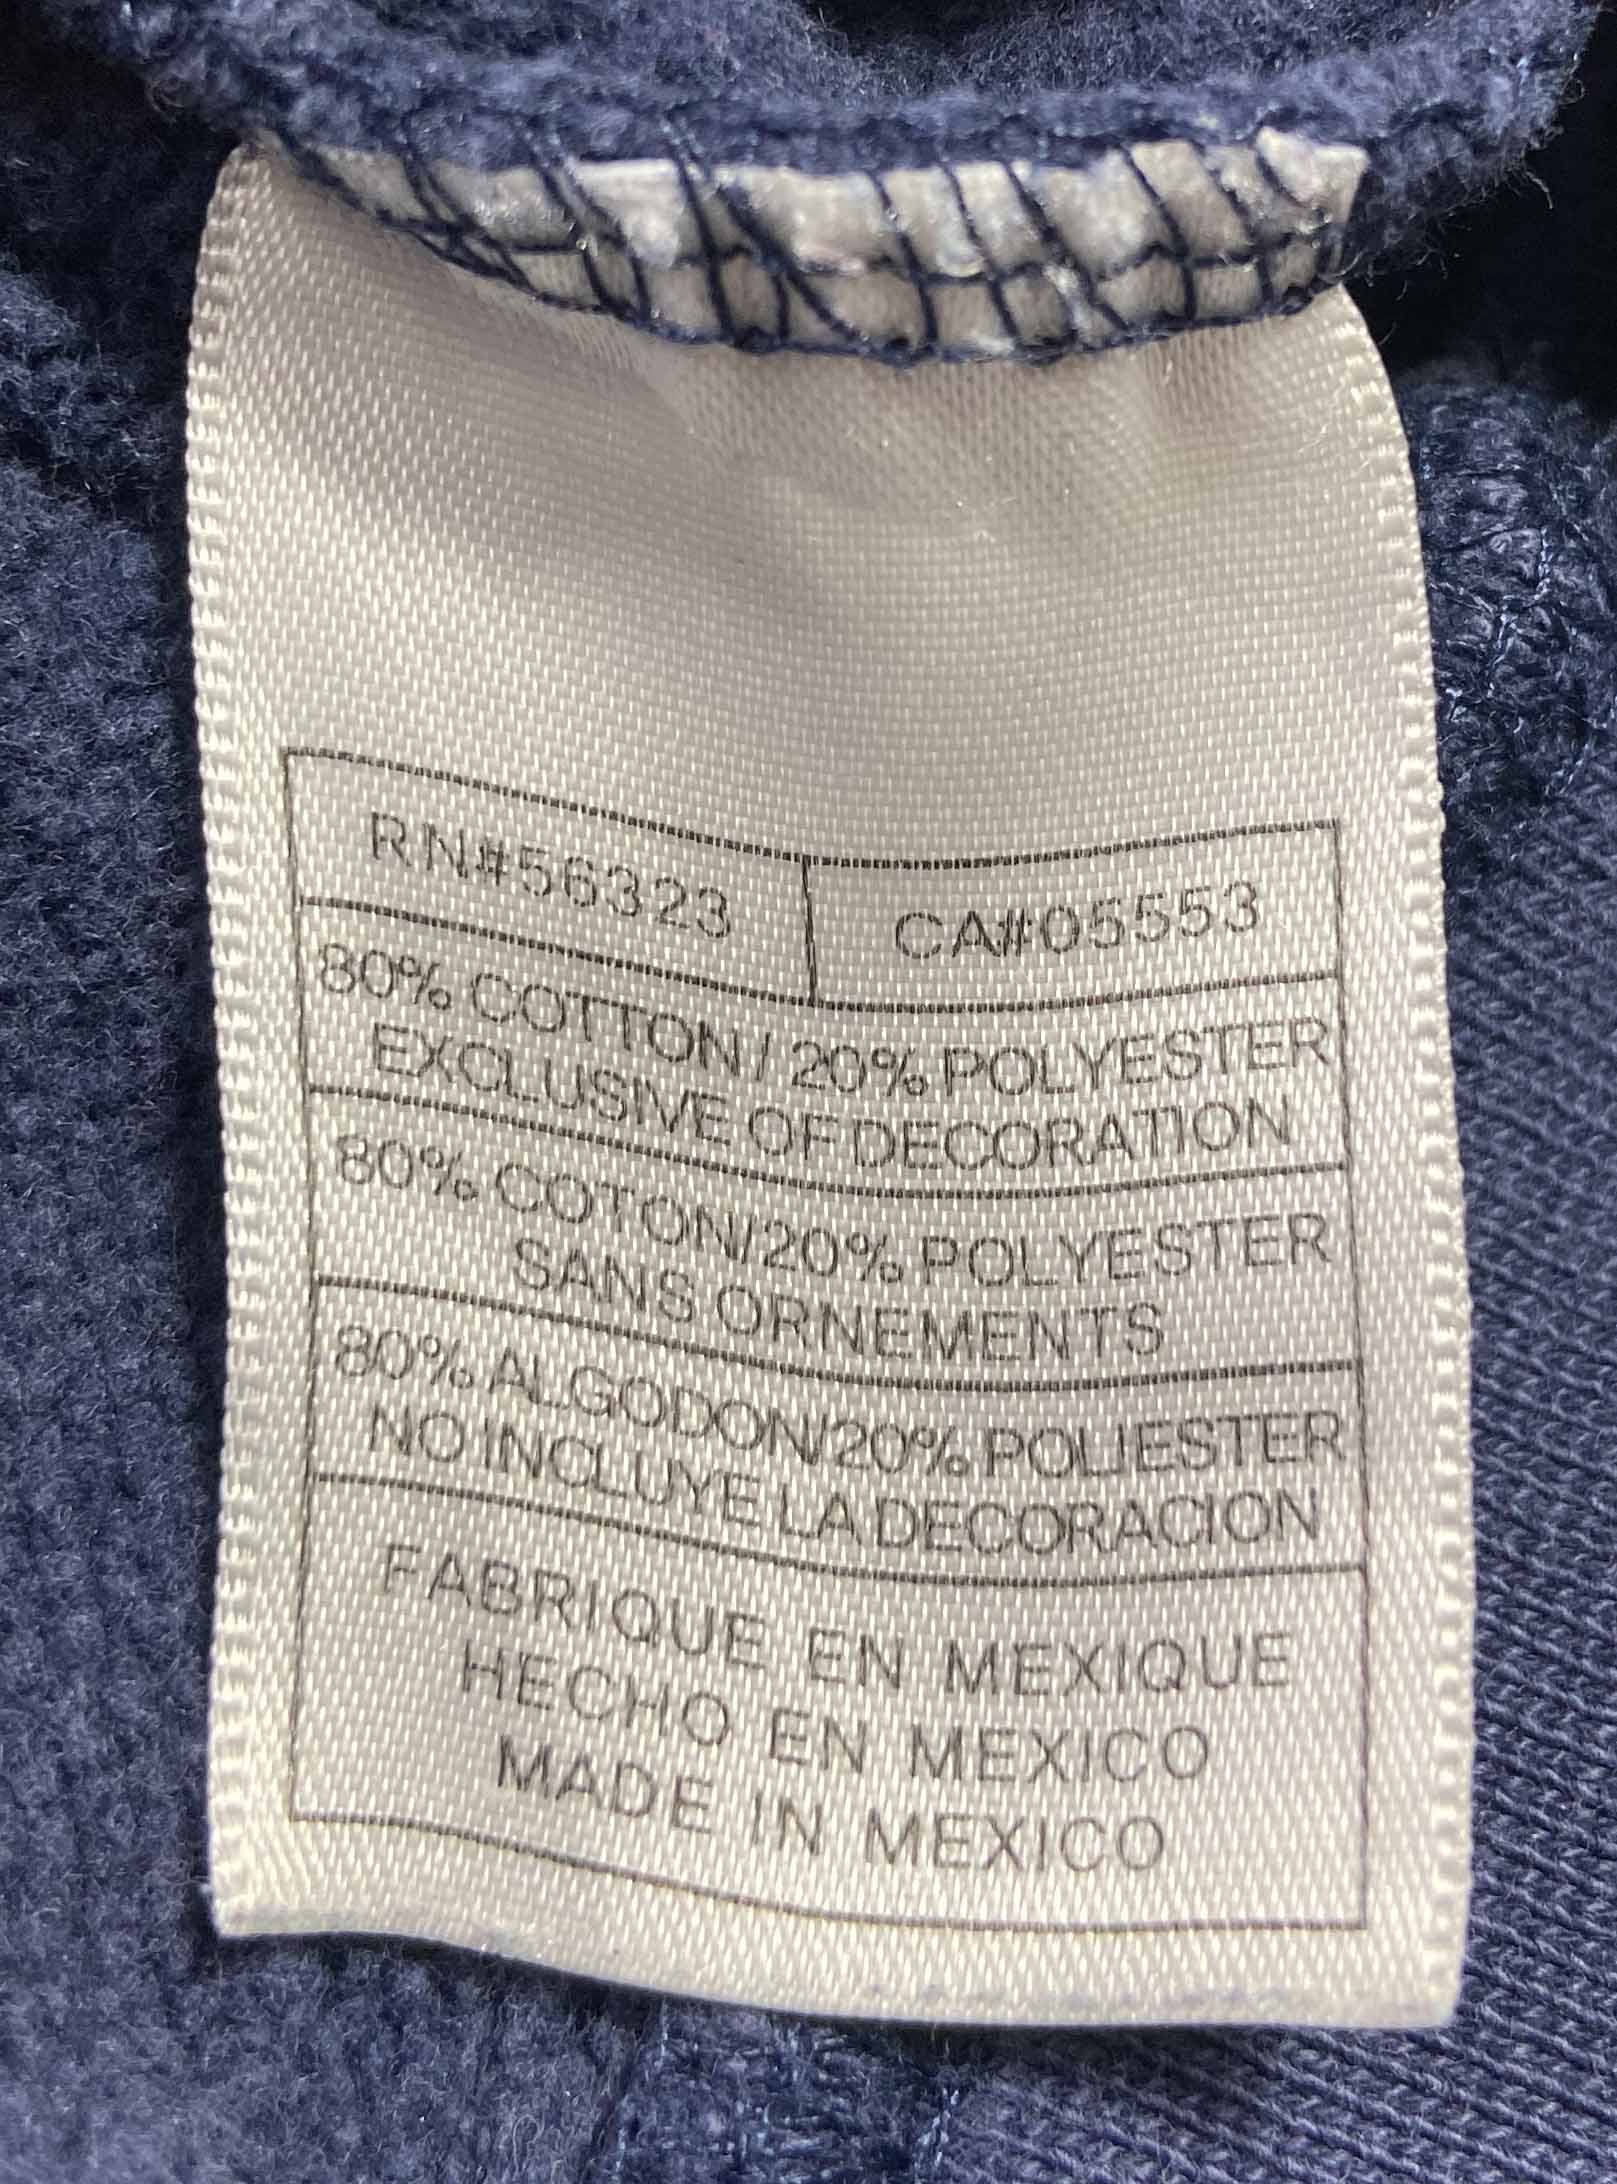 RN#56323 CA#05553
80% COTTON/ 20% POLYESTER
EXCLUSIVE OF DECORATION
80% COTON/20% POLYESTER
SANS ORNEMENTS
80% ALGODON/20% POLIESTER
NO INCLUYE LA DECORACION
FABRIQUE EN MEXIQUE
HECHO EN MEXICO
MADE IN MEXICO